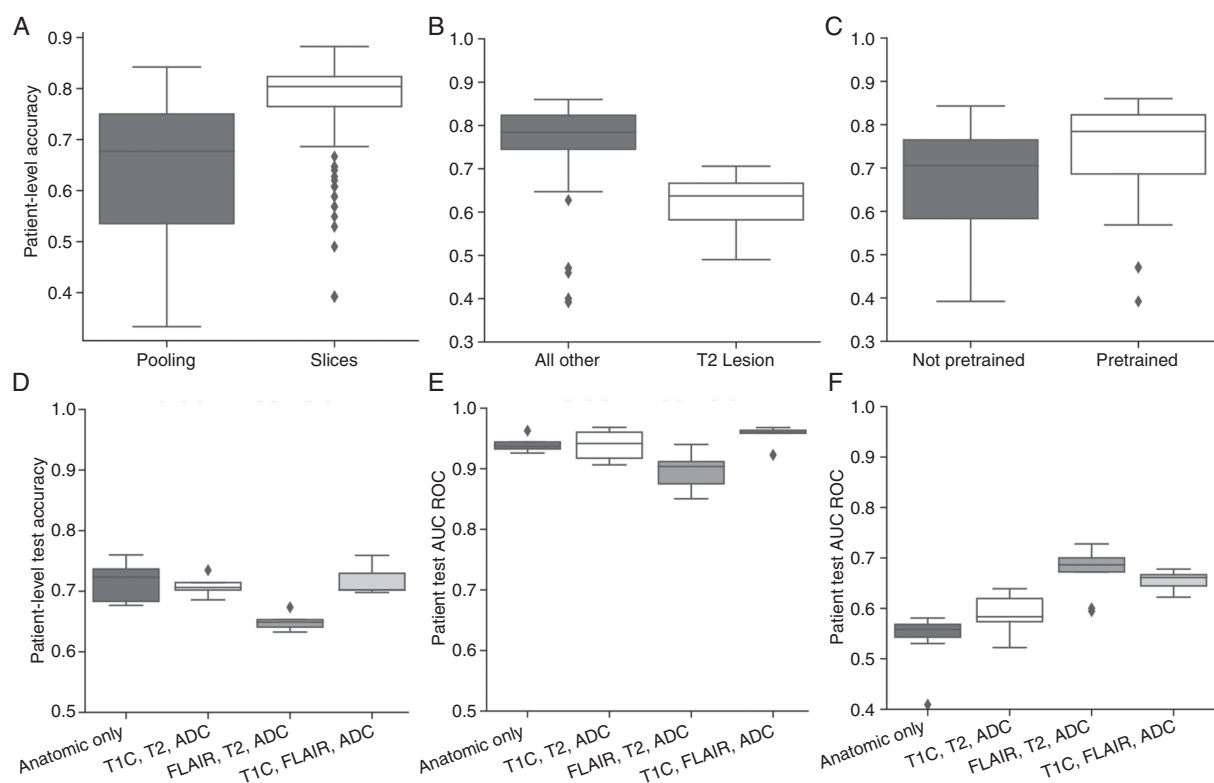 A
B
C
Patient-level accuracy
0.9
0.8
0.7
0.6
0.5
0.4
Pooling
Slices
1.0
0.9
0.8
0.7
0.6
0.5
0.4
0.3
All other
T2 Lesion
1.0
0.9
0.8
0.7
0.6
0.5
0.4
0.3
Not pretrained
Pretrained
D
E
F
Patient-level test accuracy
1.0
0.9
0.8
0.7
0.6
0.5
Anatomic only
T1C, T2, ADC
FLAIR, T2, ADC
T1C, FLAIR, ADC
Patient test AUC ROC
1.0
0.9
0.8
0.7
0.6
0.5
Anatomic only
T1C, T2, ADC
FLAIR, T2, ADC
T1C, FLAIR, ADC
Patient test AUC ROC
1.0
0.9
0.8
0.7
0.6
0.5
0.4
Anatomic only
T1C, T2, ADC
FLAIR, T2, ADC
T1C, FLAIR, ADC